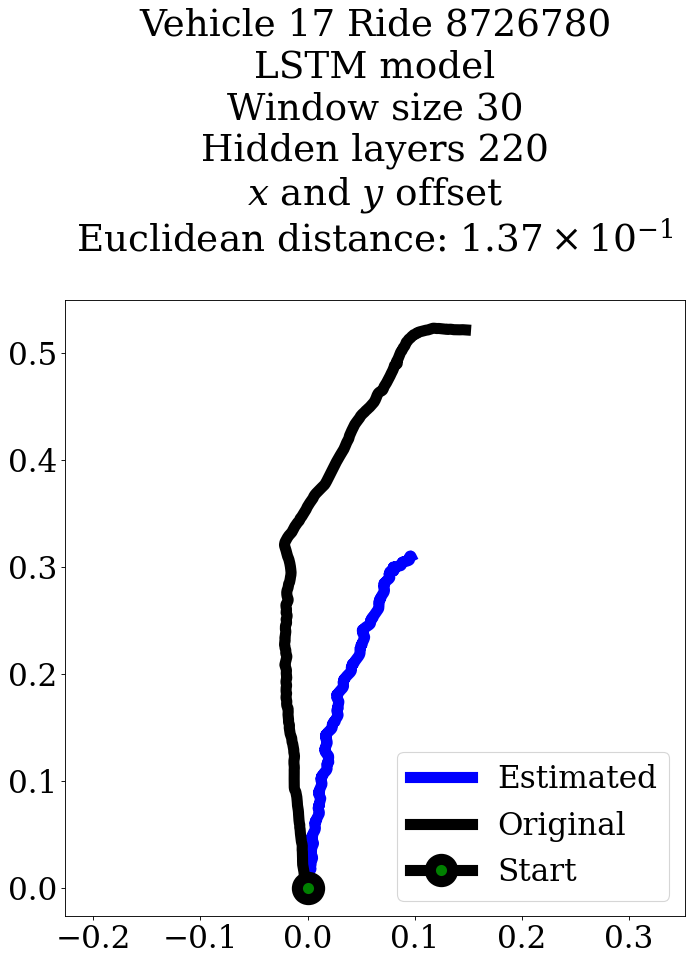 Vehicle 17 Ride 8726780
LSTM model
Window size 30
Hidden layers 220
x and y offset
Euclidean distance: 1.37 × 10⁻¹
0.5
0.4
0.3
0.2
0.1
0.0
Estimated
Original
Start
−0.2 −0.1 0.0 0.1 0.2 0.3